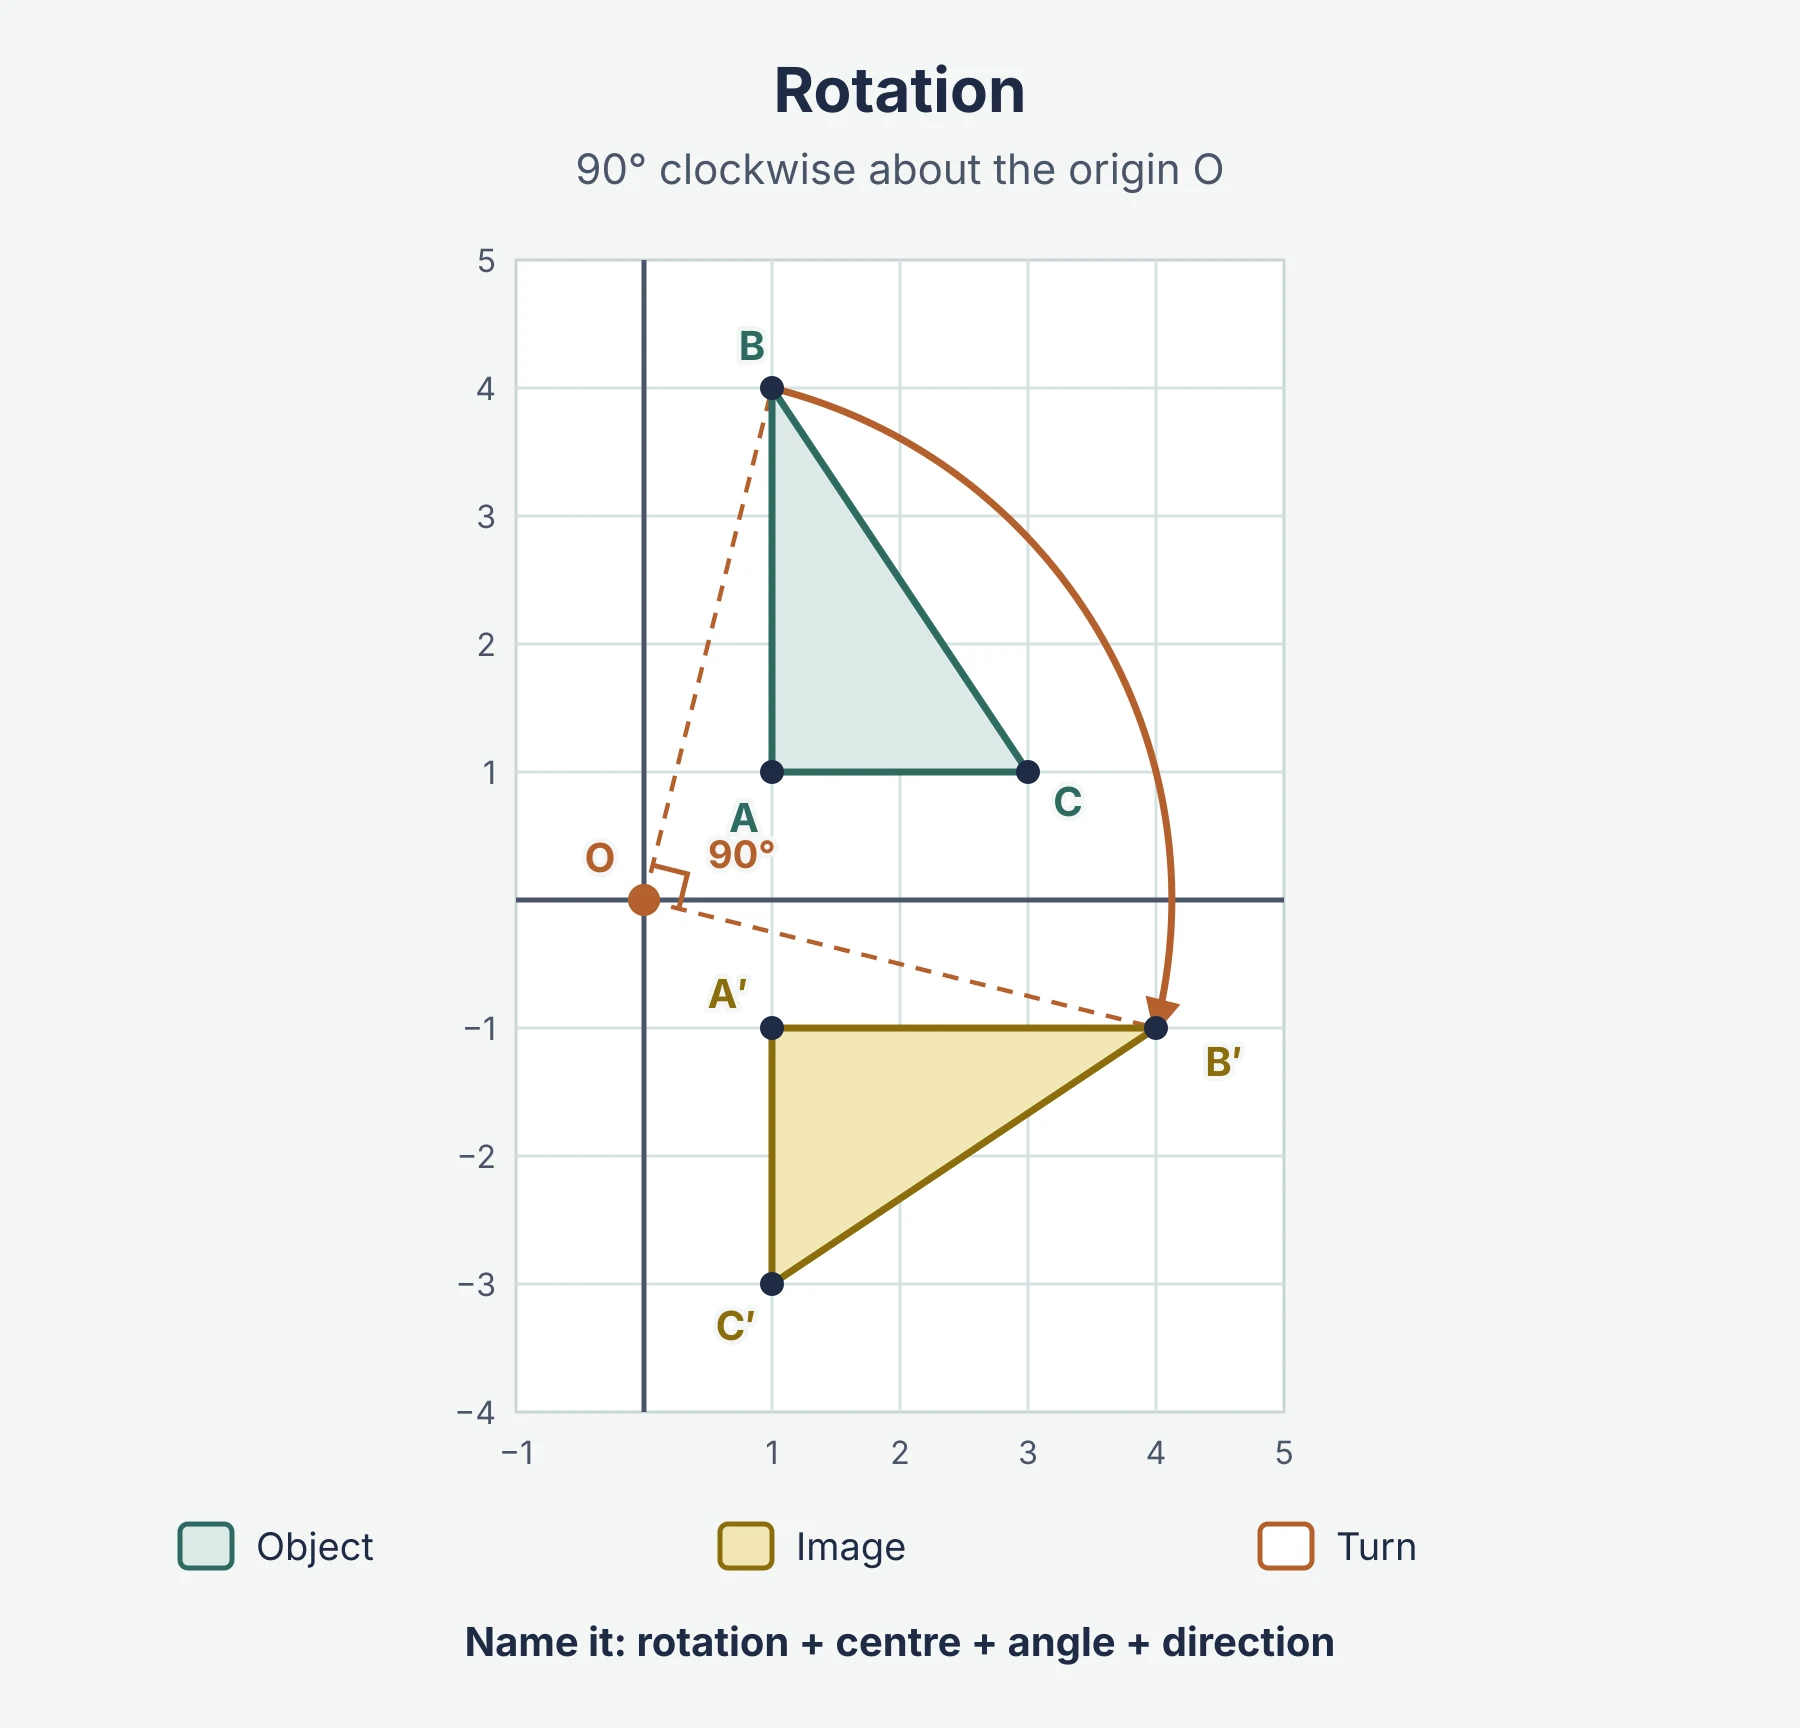 Rotation
90° clockwise about the origin O
5
B
4
3
2
1
A
C
O
90°
A′
−1
B′
−2
−3
C′
−4
−1 1 2 3 4 5
Object Image Turn
Name it: rotation + centre + angle + direction